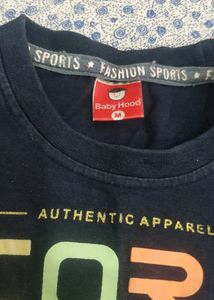 SPORTS ★ FASHION SPORTS ★
Baby Hood
M
AUTHENTIC APPAREL